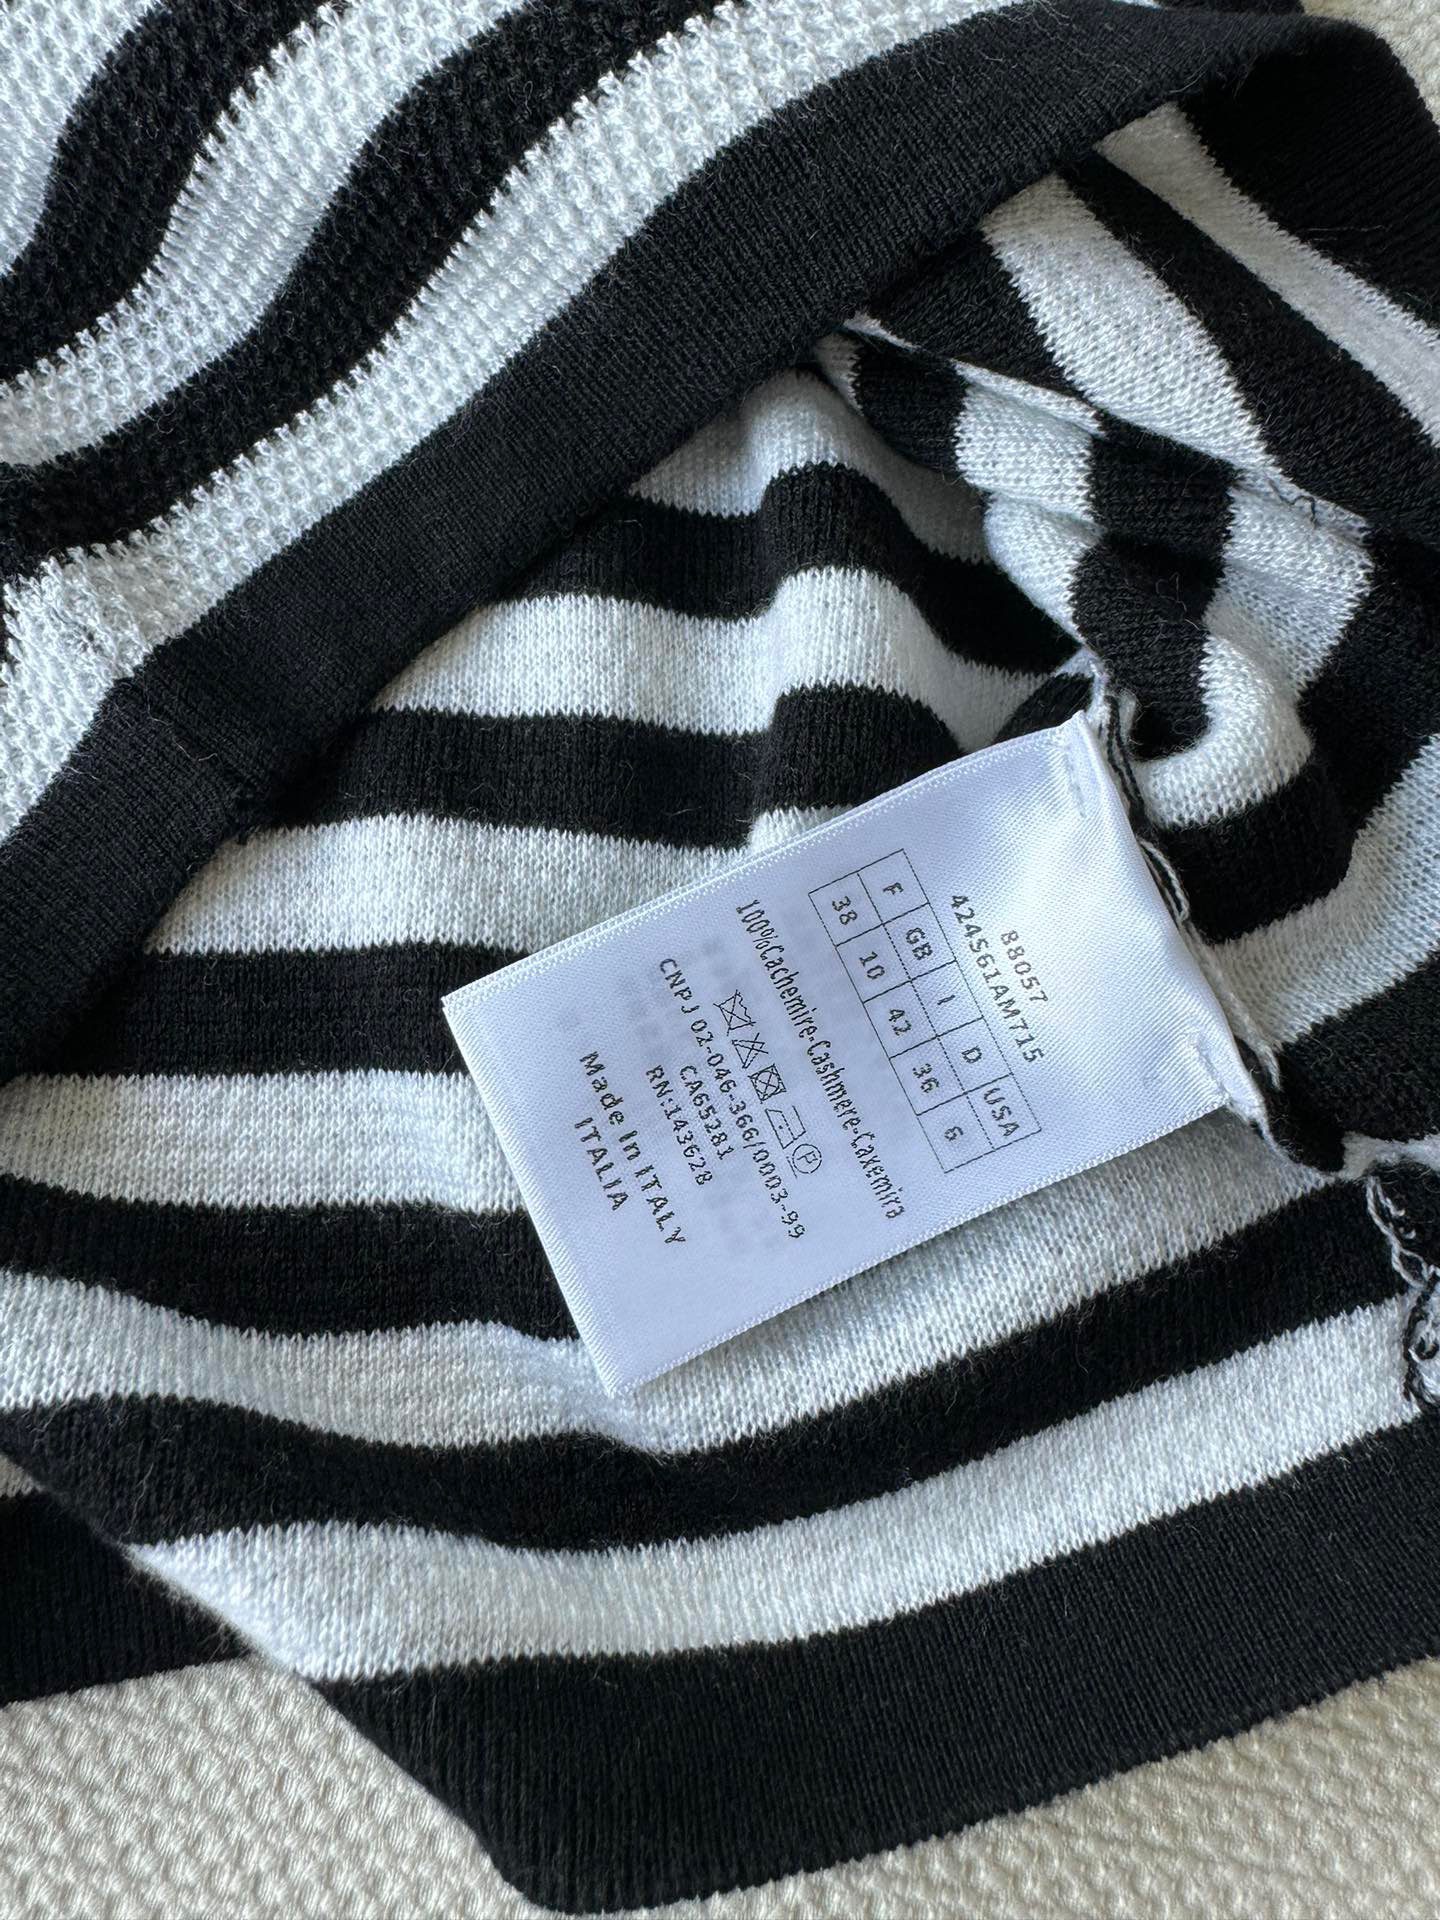 88057
424561AM715
F GB I D USA
38 10 42 36 6
100%Cachemire-Cashmere-Caxemira
P
CNPJ 02-046-366/0003-99
CA65281
RN:143628
Made In ITALY
ITALIA